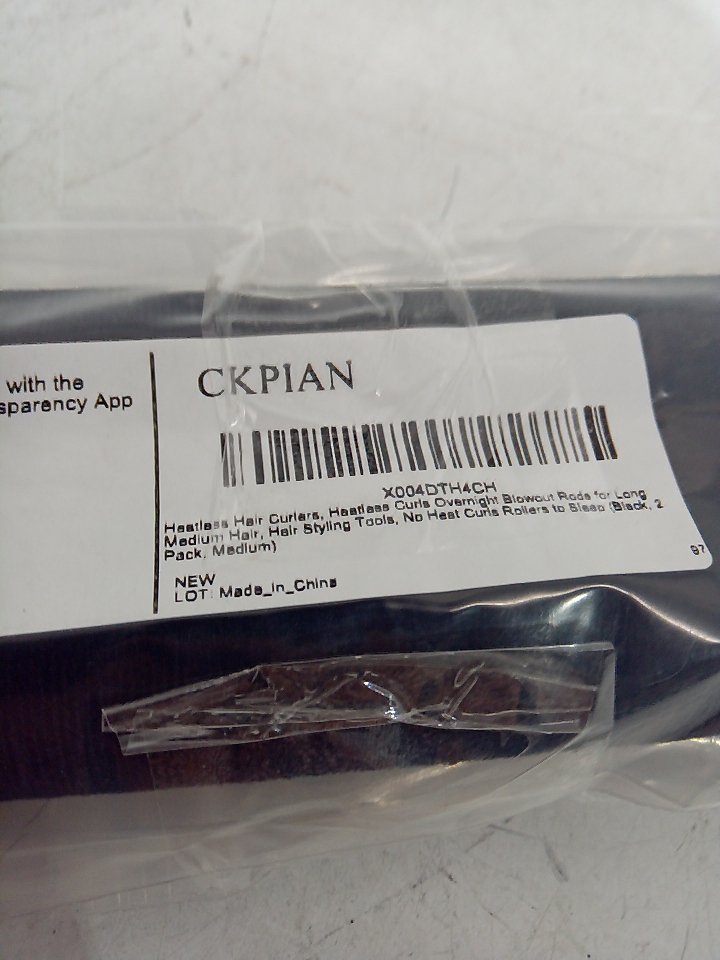 with the
sparency App
CKPIAN
X004DTH4CH
Heatless Hair Curlers, Heatless Curls Overnight Blowout Rods for Long
Medium Hair, Hair Styling Tools, No Heat Curls Rollers to Sleep (Black, 2
Pack, Medium)
NEW
LOT: Made_in_China
97